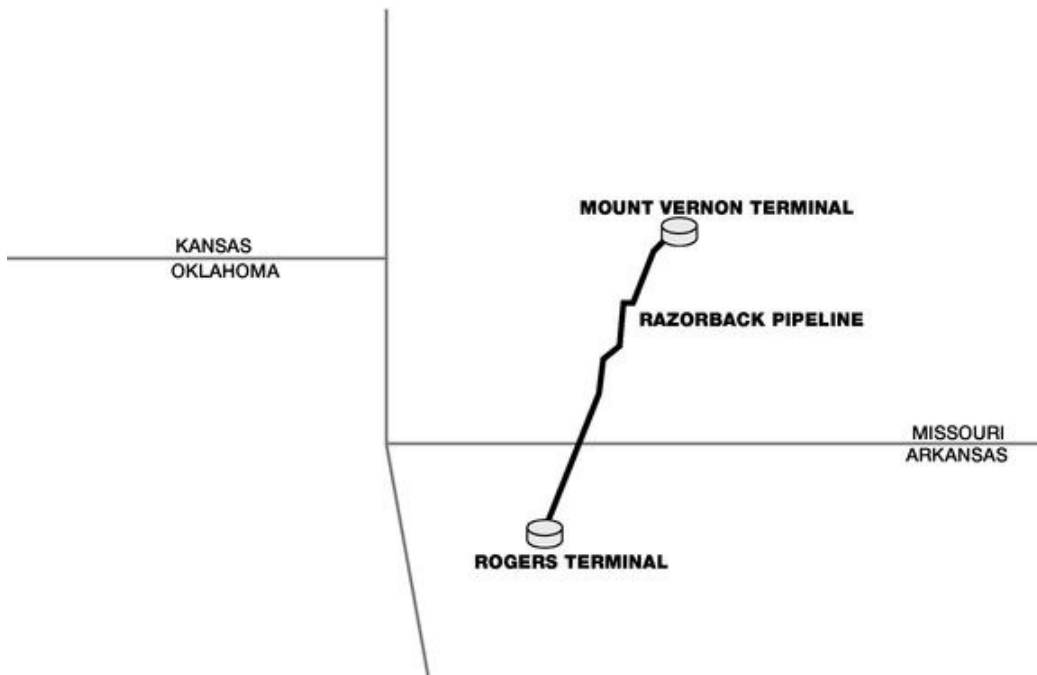 MOUNT VERNON TERMINAL
KANSAS
OKLAHOMA
RAZORBACK PIPELINE
MISSOURI
ARKANSAS
ROGERS TERMINAL